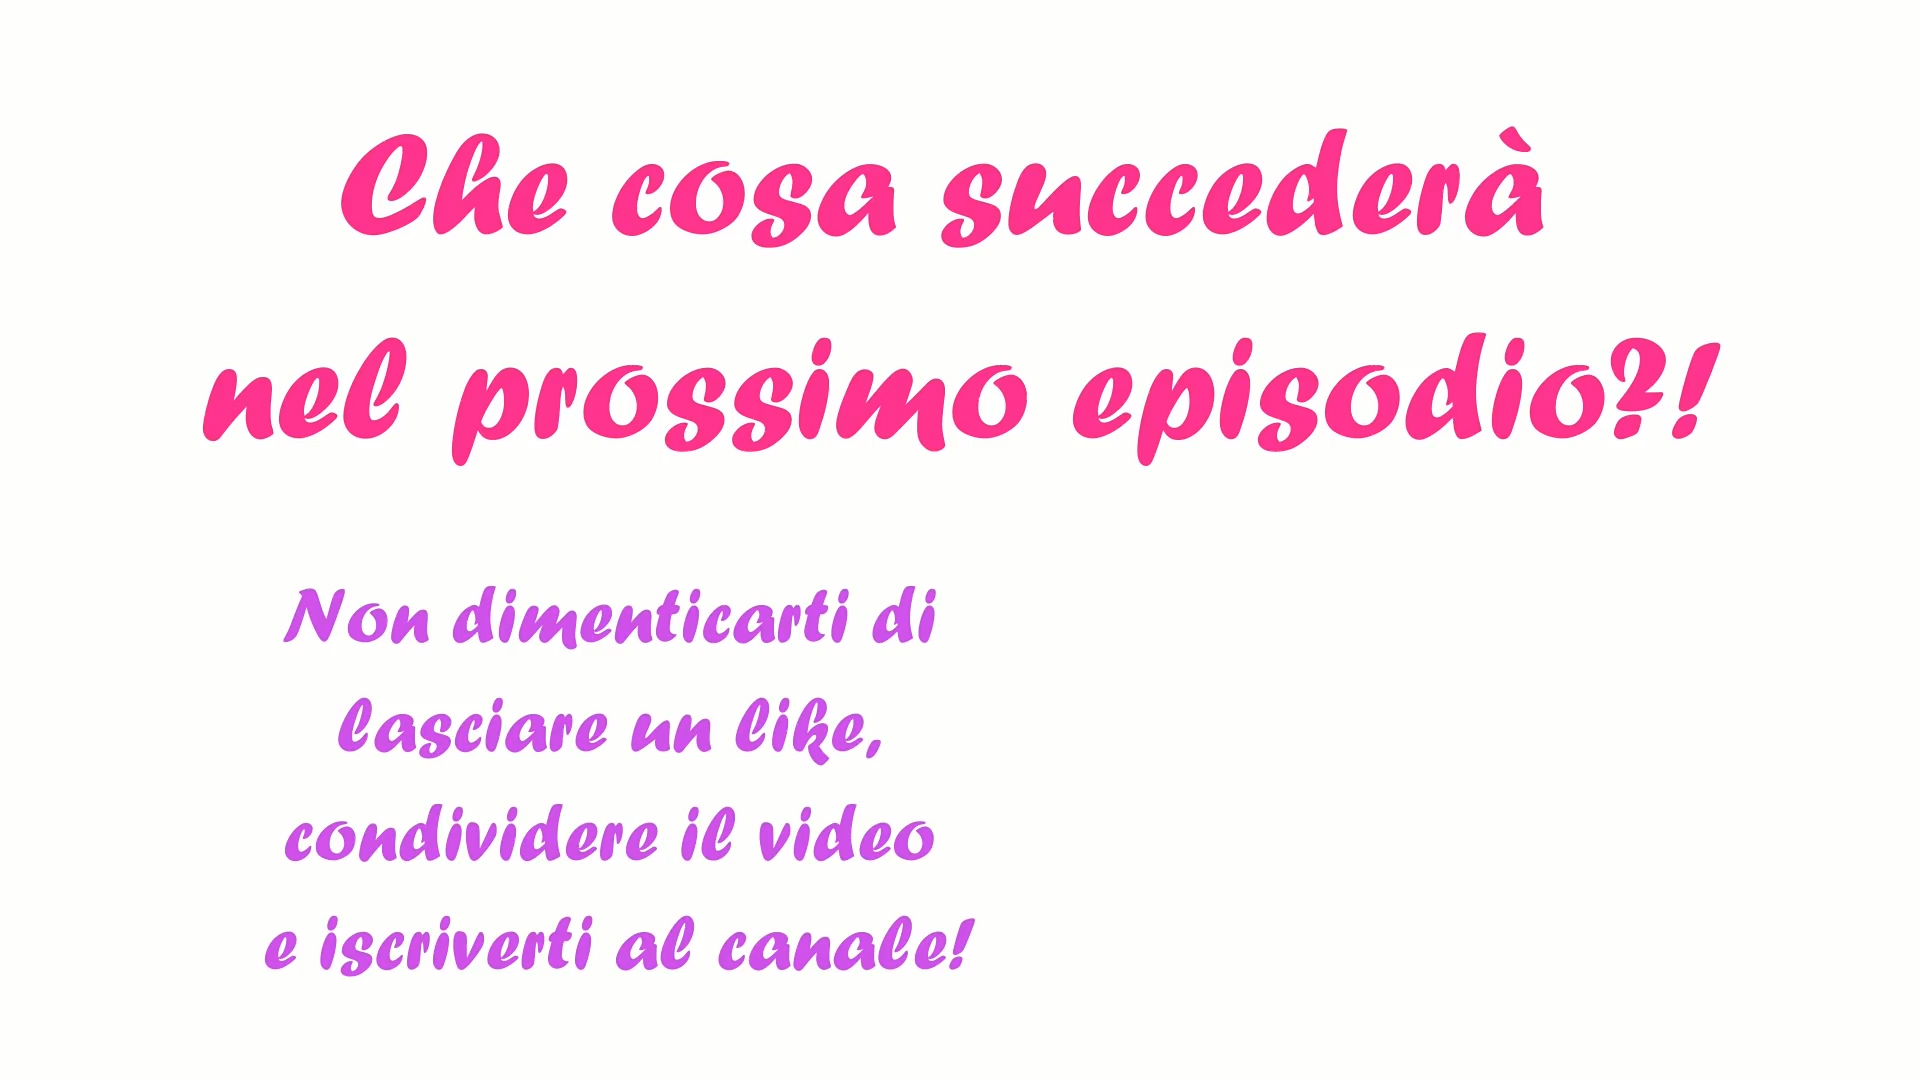 Che cosa succederà
nel prossimo episodio?!
Non dimenticarti di
lasciare un like,
condividere il video
e iscriverti al canale!